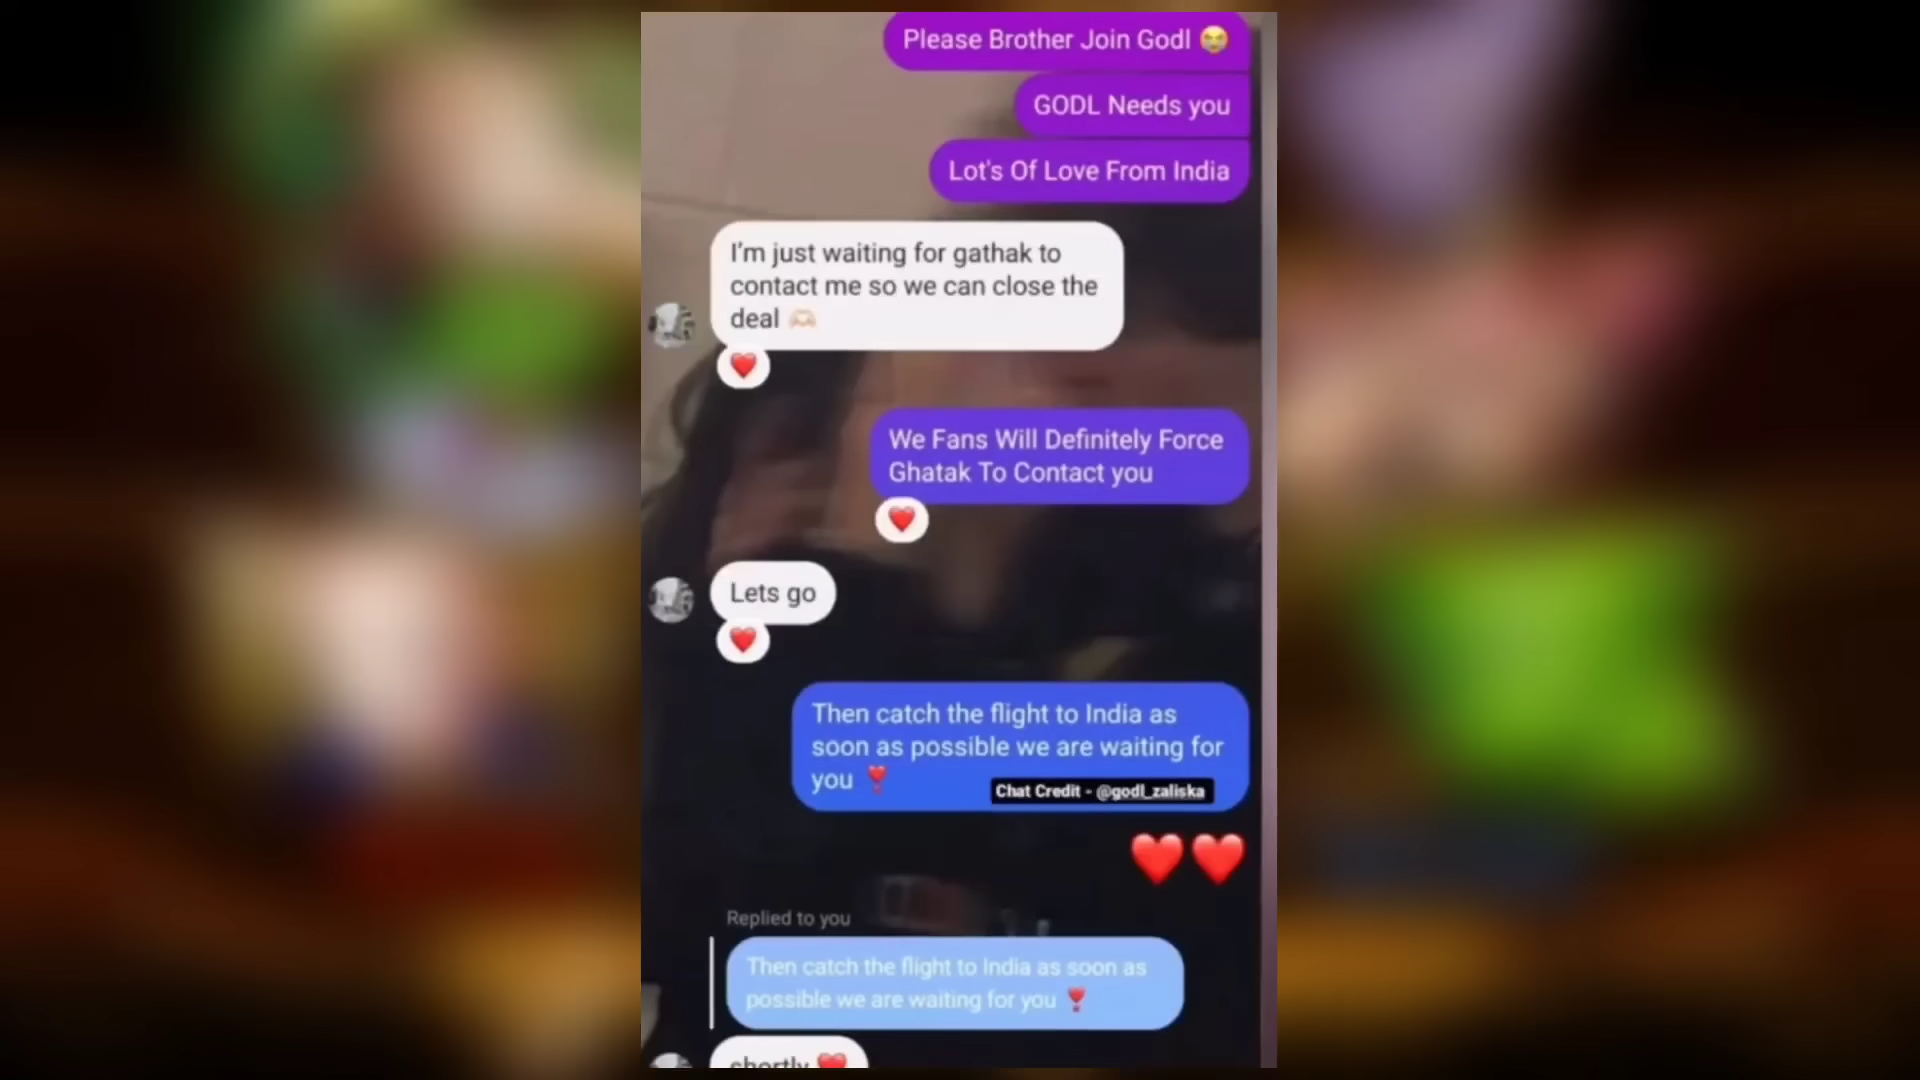 Please Brother Join Godl 😭
GODL Needs you
Lot's Of Love From India
I'm just waiting for gathak to
contact me so we can close the
deal 🫶🏻
❤️
We Fans Will Definitely Force
Ghatak To Contact you
❤️
Lets go
❤️
Then catch the flight to India as
soon as possible we are waiting for
you ❣️
Chat Credit - @godl_zaliska
❤️❤️
Replied to you
Then catch the flight to India as soon as
possible we are waiting for you ❣️
shortly ❤️